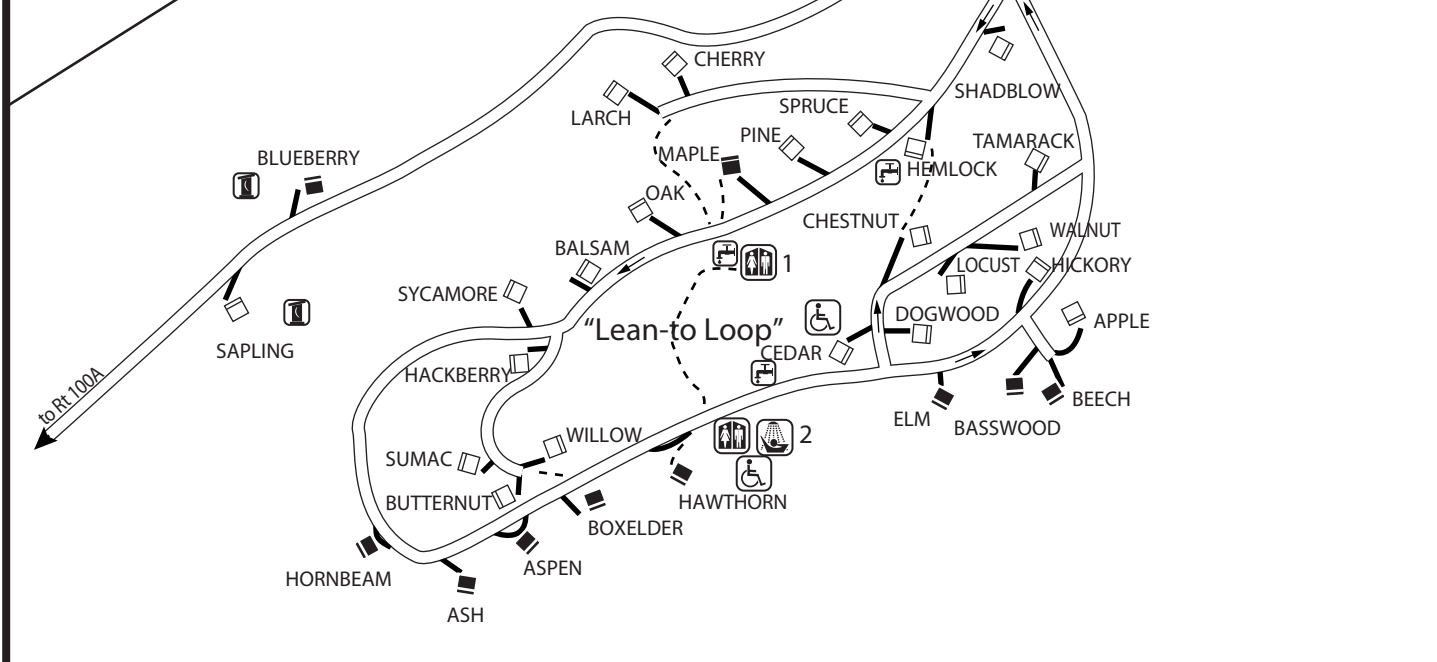 CHERRY
SHADBLOW
SPRUCE
LARCH
PINE
TAMARACK
MAPLE
BLUEBERRY
HEMLOCK
OAK
CHESTNUT
WALNUT
BALSAM
1
LOCUST
HICKORY
SYCAMORE
DOGWOOD
APPLE
"Lean-to Loop"
SAPLING
CEDAR
HACKBERRY
to Rt 100A
BEECH
ELM
BASSWOOD
WILLOW
2
SUMAC
BUTTERNUT
HAWTHORN
BOXELDER
ASPEN
HORNBEAM
ASH